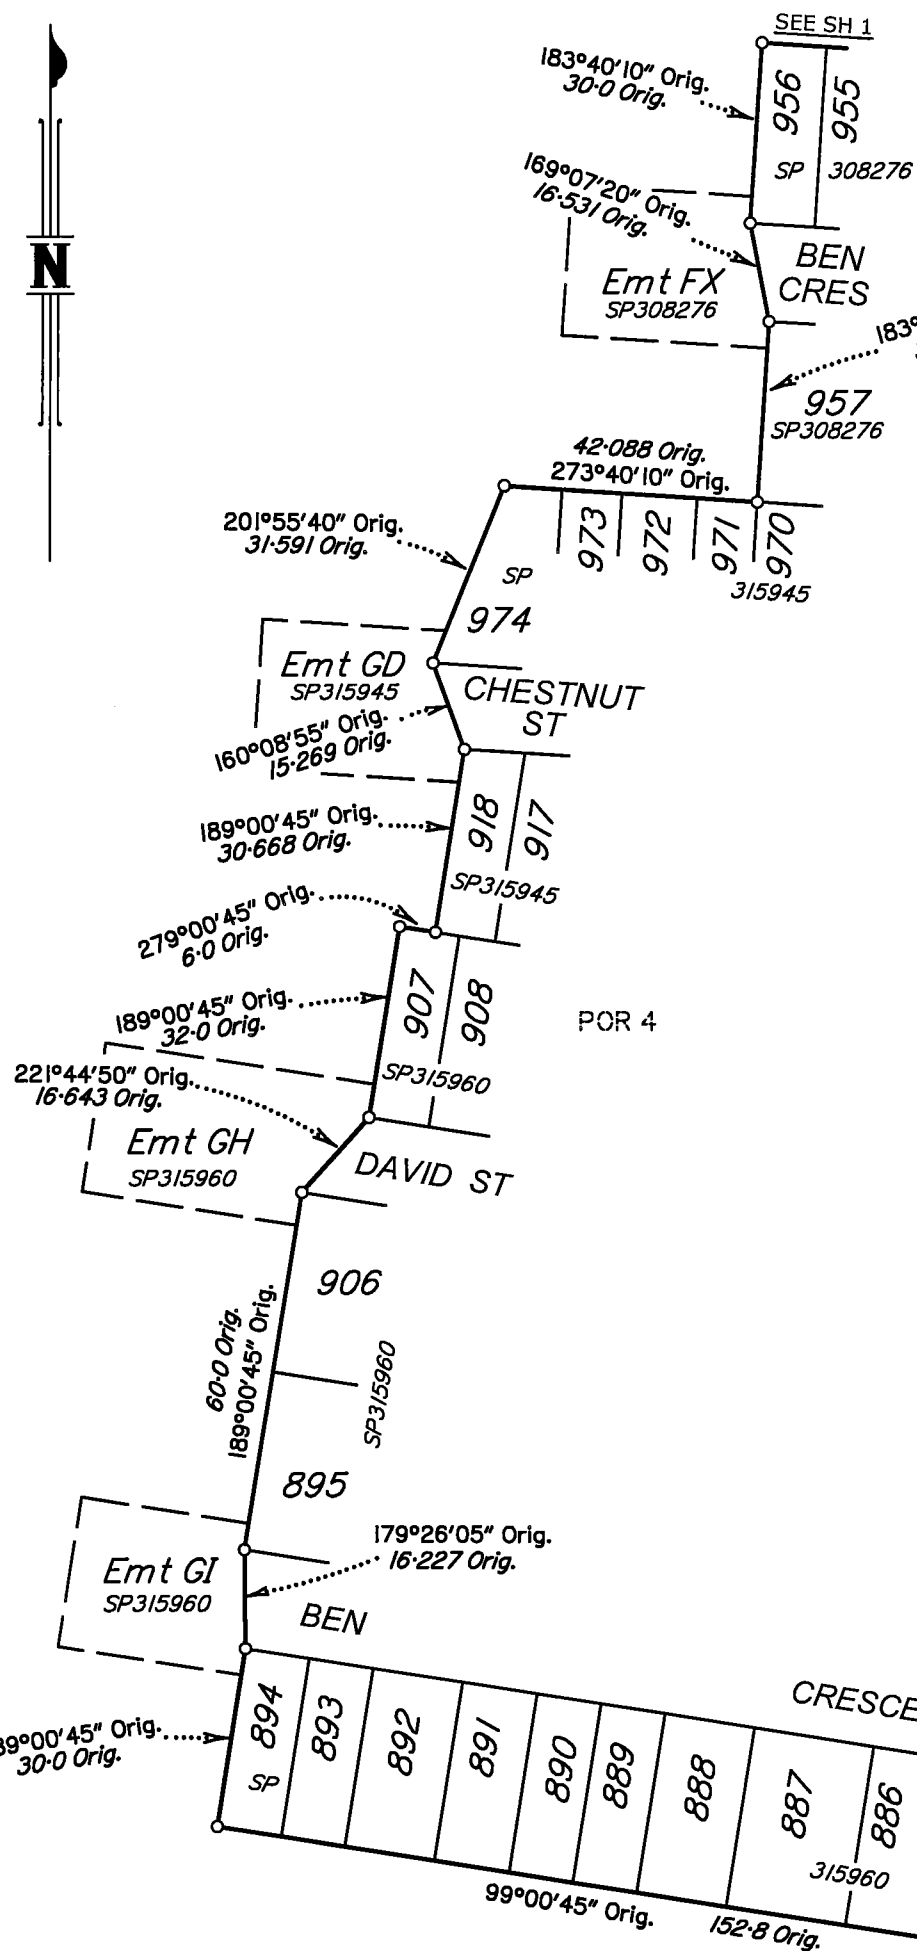 SEE SH 1
183°40'10" Orig.
30·0 Orig.
956
955
SP
308276
169°07'20" Orig.
16·531 Orig.
N
BEN
CRES
Emt FX
SP308276
183°
957
SP308276
42·088 Orig.
273°40'10" Orig.
201°55'40" Orig.
31·591 Orig.
973
972
971
970
SP
315945
974
Emt GD
SP315945
CHESTNUT
ST
160°08'55" Orig.
15·269 Orig.
189°00'45" Orig.
30·668 Orig.
918
917
SP315945
279°00'45" Orig.
6·0 Orig.
907
908
189°00'45" Orig.
32·0 Orig.
POR 4
SP315960
221°44'50" Orig.
16·643 Orig.
Emt GH
SP315960
DAVID ST
906
60·0 Orig.
189°00'45" Orig.
SP315960
895
179°26'05" Orig.
16·227 Orig.
Emt GI
SP315960
BEN
CRESCE
894
893
892
891
890
889
888
887
886
89°00'45" Orig.
30·0 Orig.
SP
315960
99°00'45" Orig.
152·8 Orig.